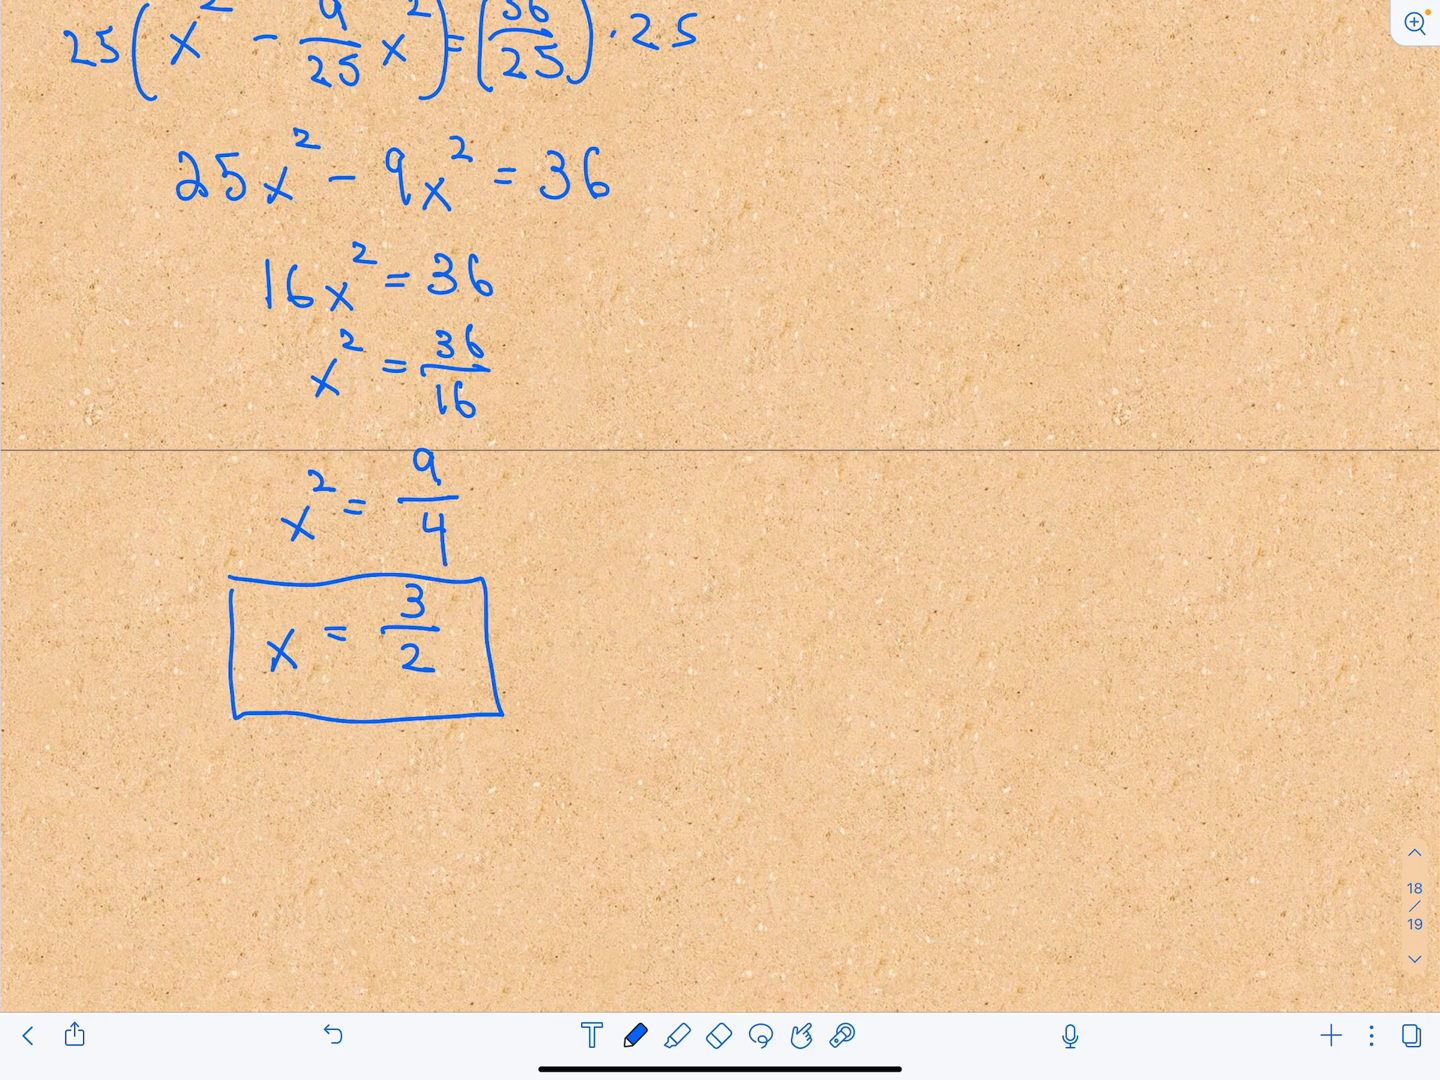 25(x² - 9/25 x²) = (36/25) · 25
25x² - 9x² = 36
16x² = 36
x² = 36/16
x² = 9/4
x = 3/2
18
/
19
T